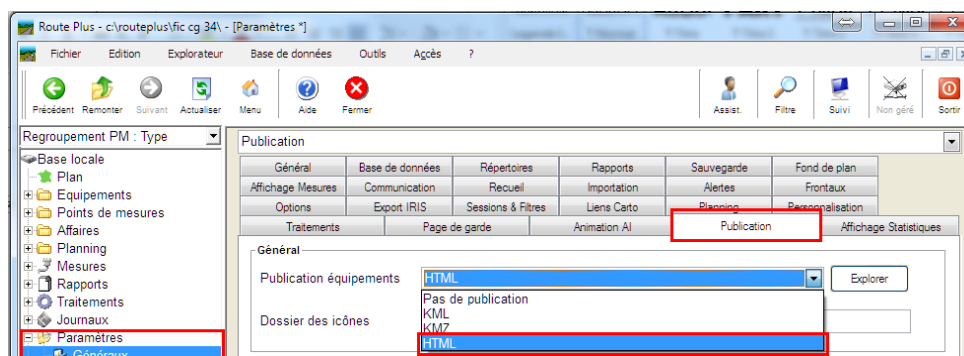 Route Plus - c:\routeplus\fic cg 34\ - [Paramètres *]
Fichier Edition Explorateur Base de données Outils Accès ?
Précédent Remonter Suivant Actualiser Menu Aide Fermer Assist. Filtre Suivi Non géré Sortir
Regroupement PM : Type
Publication
Base locale
Plan
Equipements
Points de mesures
Affaires
Planning
Mesures
Rapports
Traitements
Journaux
Paramètres
Généraux
Général Base de données Répertoires Rapports Sauvegarde Fond de plan
Affichage Mesures Communication Recueil Importation Alertes Frontaux
Options Export IRIS Sessions & Filtres Liens Carto Planning Personnalisation
Traitements Page de garde Animation AI Publication Affichage Statistiques
Général
Publication équipements HTML Explorer
Pas de publication
KML
Dossier des icônes
KMZ
HTML